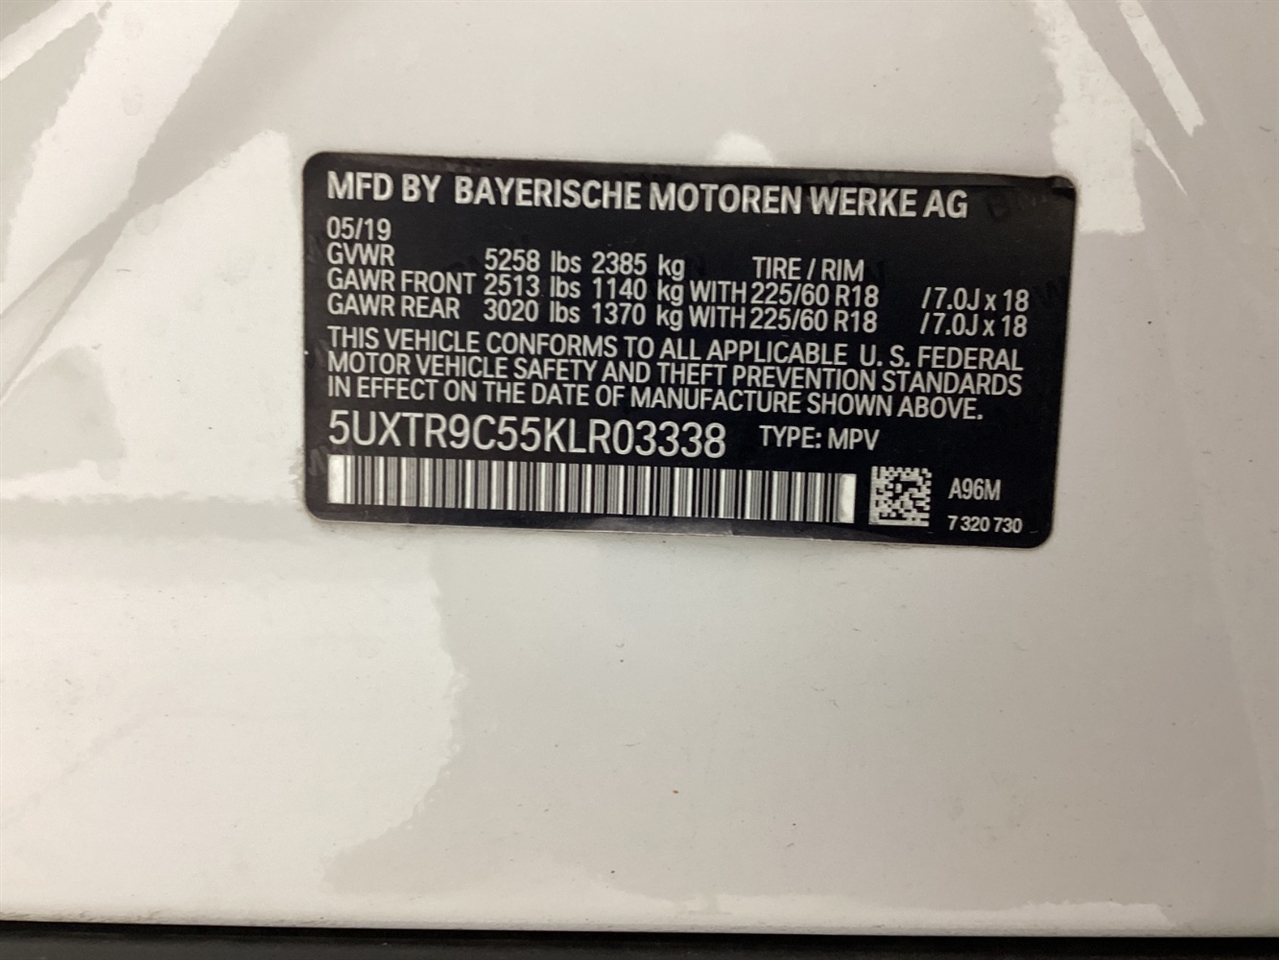 MFD BY BAYERISCHE MOTOREN WERKE AG
05/19
GVWR 5258 lbs 2385 kg TIRE / RIM
GAWR FRONT 2513 lbs 1140 kg WITH 225/60 R18 /7.0J x 18
GAWR REAR 3020 lbs 1370 kg WITH 225/60 R18 /7.0J x 18
THIS VEHICLE CONFORMS TO ALL APPLICABLE U. S. FEDERAL
MOTOR VEHICLE SAFETY AND THEFT PREVENTION STANDARDS
IN EFFECT ON THE DATE OF MANUFACTURE SHOWN ABOVE.
5UXTR9C55KLR03338 TYPE: MPV
A96M
7 320 730